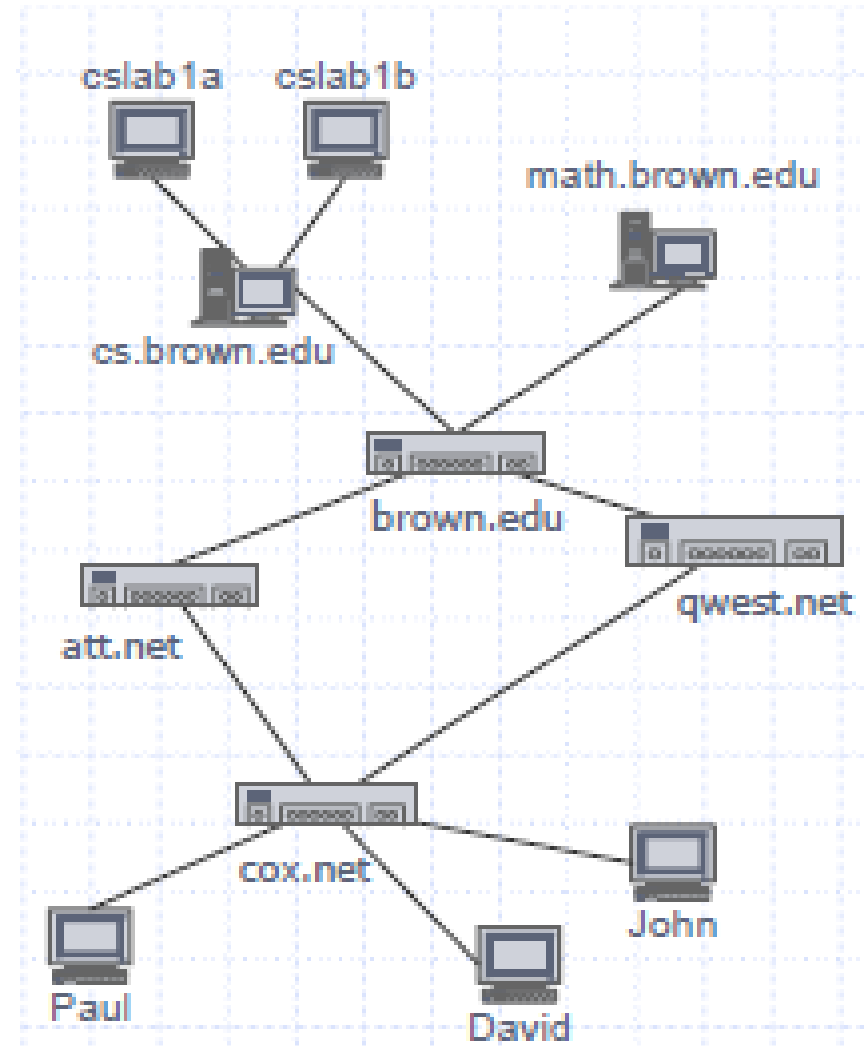 cslab1a cslab1b
math.brown.edu
cs.brown.edu
brown.edu
qwest.net
att.net
cox.net
John
Paul
David